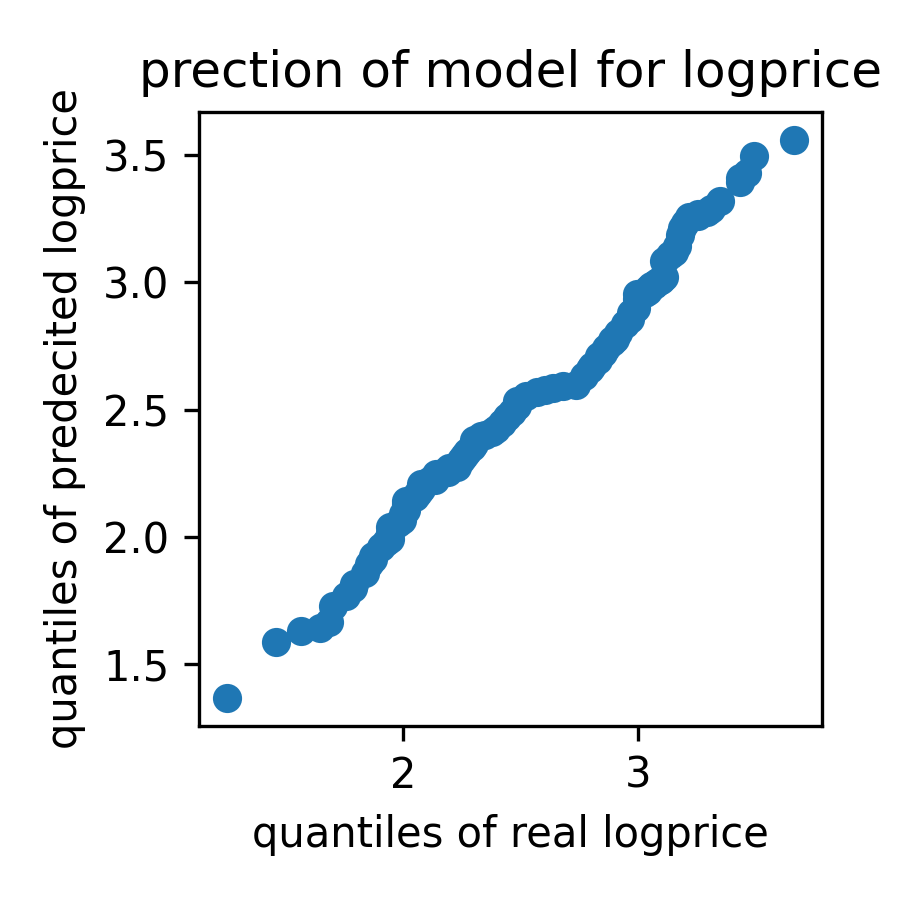 prection of model for logprice
quantiles of predecited logprice
3.5
3.0
2.5
2.0
1.5
2
3
quantiles of real logprice